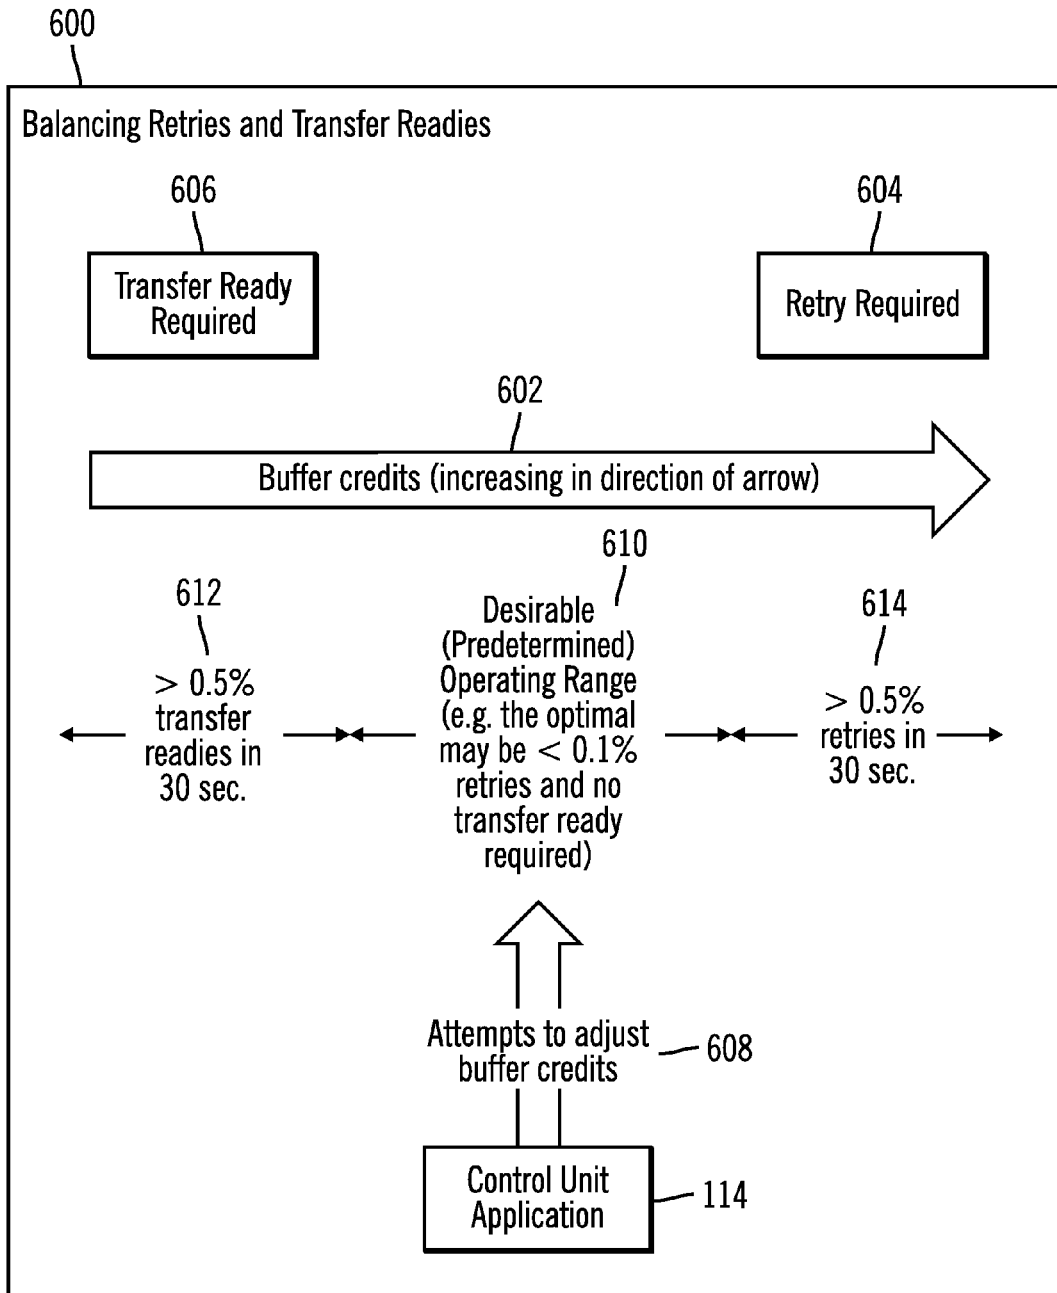 600
Balancing Retries and Transfer Readies
606
604
Transfer Ready
Required
Retry Required
602
Buffer credits (increasing in direction of arrow)
610
612
> 0.5%
transfer
readies in
30 sec.
Desirable
(Predetermined)
Operating Range
(e.g. the optimal
may be < 0.1%
retries and no
transfer ready
required)
614
> 0.5%
retries in
30 sec.
Attempts to adjust
buffer credits
608
Control Unit
Application
114